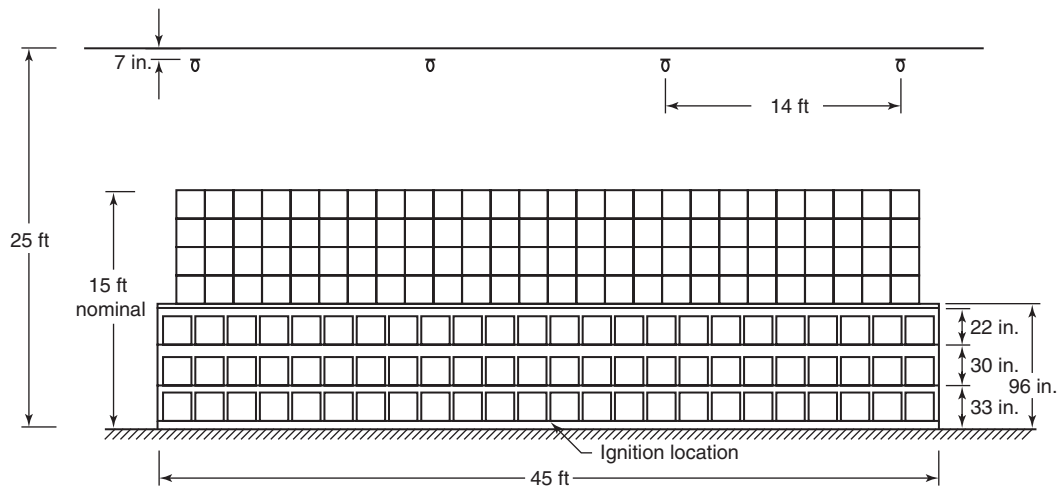 7 in.
14 ft
25 ft
15 ft
nominal
22 in.
30 in.
96 in.
33 in.
Ignition location
45 ft